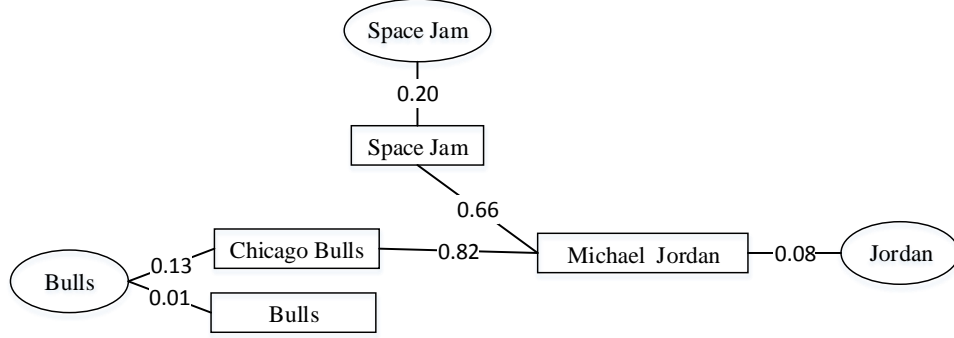 Space Jam
0.20
Space Jam
0.66
Chicago Bulls
0.82
Michael Jordan
0.08
Jordan
Bulls
0.13
0.01
Bulls